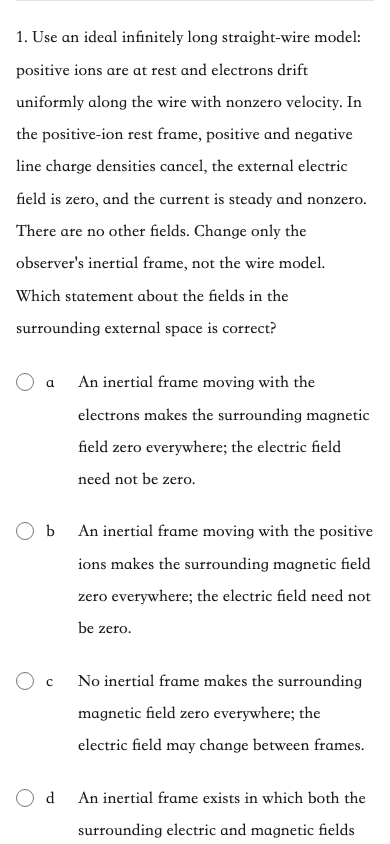 1. Use an ideal infinitely long straight-wire model:
positive ions are at rest and electrons drift
uniformly along the wire with nonzero velocity. In
the positive-ion rest frame, positive and negative
line charge densities cancel, the external electric
field is zero, and the current is steady and nonzero.
There are no other fields. Change only the
observer's inertial frame, not the wire model.
Which statement about the fields in the
surrounding external space is correct?
a An inertial frame moving with the
electrons makes the surrounding magnetic
field zero everywhere; the electric field
need not be zero.
b An inertial frame moving with the positive
ions makes the surrounding magnetic field
zero everywhere; the electric field need not
be zero.
c No inertial frame makes the surrounding
magnetic field zero everywhere; the
electric field may change between frames.
d An inertial frame exists in which both the
surrounding electric and magnetic fields